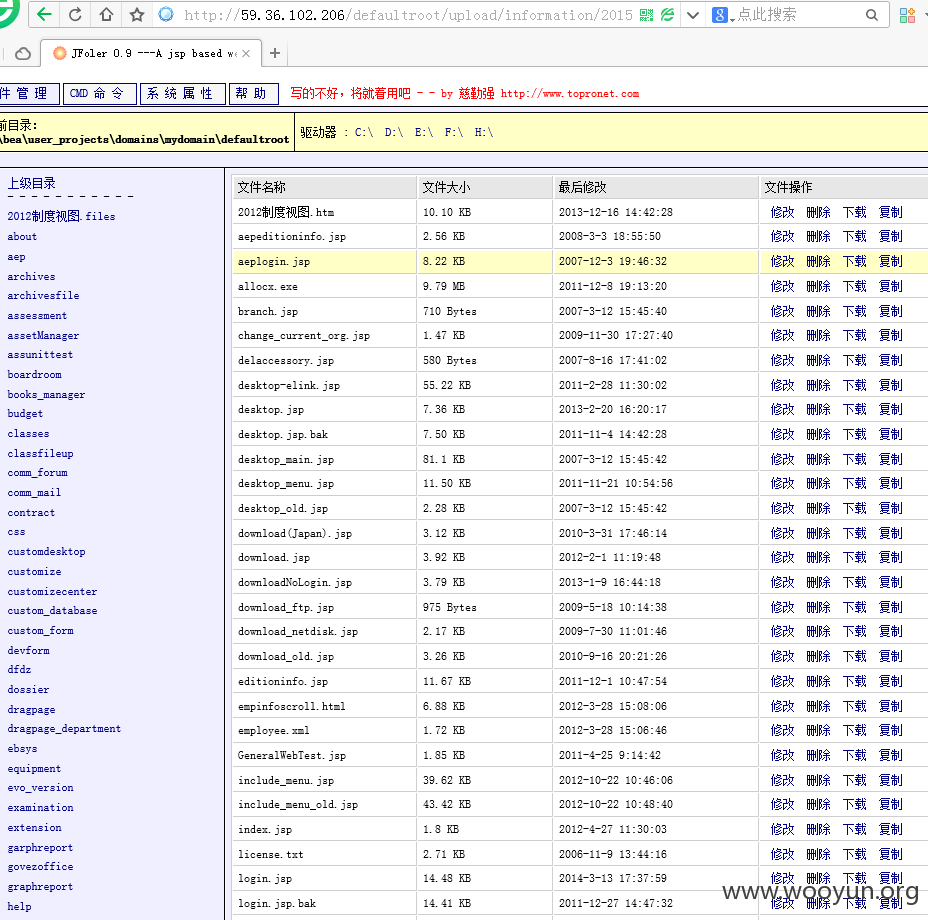 http://59.36.102.206/defaultroot/upload/information/2015
点此搜索
JFoler 0.9 ---A jsp based we
件 管 理 CMD 命 令 系 统 属 性 帮 助 写的不好，将就着用吧 - - by 慈勤强 http://www.topronet.com
前目录:
\bea\user_projects\domains\mydomain\defaultroot
驱动器 : C:\ D:\ E:\ F:\ H:\
上级目录
- - - - - - - - - - -
2012制度视图.files
about
aep
archives
archivesfile
assessment
assetManager
assunittest
boardroom
books_manager
budget
classes
classfileup
comm_forum
comm_mail
contract
css
customdesktop
customize
customizecenter
custom_database
custom_form
devform
dfdz
dossier
dragpage
dragpage_department
ebsys
equipment
evo_version
examination
extension
garphreport
govezoffice
graphreport
help
文件名称 文件大小 最后修改 文件操作
2012制度视图.htm 10.10 KB 2013-12-16 14:42:28 修改 删除 下载 复制
aepeditioninfo.jsp 2.56 KB 2008-3-3 18:55:50 修改 删除 下载 复制
aeplogin.jsp 8.22 KB 2007-12-3 19:46:32 修改 删除 下载 复制
allocx.exe 9.79 MB 2011-12-8 19:13:20 修改 删除 下载 复制
branch.jsp 710 Bytes 2007-3-12 15:45:40 修改 删除 下载 复制
change_current_org.jsp 1.47 KB 2009-11-30 17:27:40 修改 删除 下载 复制
delaccessory.jsp 580 Bytes 2007-8-16 17:41:02 修改 删除 下载 复制
desktop-elink.jsp 55.22 KB 2011-2-28 11:30:02 修改 删除 下载 复制
desktop.jsp 7.36 KB 2013-2-20 16:20:17 修改 删除 下载 复制
desktop.jsp.bak 7.50 KB 2011-11-4 14:42:28 修改 删除 下载 复制
desktop_main.jsp 81.1 KB 2007-3-12 15:45:42 修改 删除 下载 复制
desktop_menu.jsp 11.50 KB 2011-11-21 10:54:56 修改 删除 下载 复制
desktop_old.jsp 2.28 KB 2007-3-12 15:45:42 修改 删除 下载 复制
download(Japan).jsp 3.12 KB 2010-3-31 17:46:14 修改 删除 下载 复制
download.jsp 3.92 KB 2012-2-1 11:19:48 修改 删除 下载 复制
downloadNoLogin.jsp 3.79 KB 2013-1-9 16:44:18 修改 删除 下载 复制
download_ftp.jsp 975 Bytes 2009-5-18 10:14:38 修改 删除 下载 复制
download_netdisk.jsp 2.17 KB 2009-7-30 11:01:46 修改 删除 下载 复制
download_old.jsp 3.26 KB 2010-9-16 20:21:26 修改 删除 下载 复制
editioninfo.jsp 11.67 KB 2011-12-1 10:47:54 修改 删除 下载 复制
empinfoscroll.html 6.88 KB 2012-3-28 15:08:06 修改 删除 下载 复制
employee.xml 1.72 KB 2012-3-28 15:06:46 修改 删除 下载 复制
GeneralWebTest.jsp 1.85 KB 2011-4-25 9:14:42 修改 删除 下载 复制
include_menu.jsp 39.62 KB 2012-10-22 10:46:06 修改 删除 下载 复制
include_menu_old.jsp 43.42 KB 2012-10-22 10:48:40 修改 删除 下载 复制
index.jsp 1.8 KB 2012-4-27 11:30:03 修改 删除 下载 复制
license.txt 2.71 KB 2006-11-9 13:44:16 修改 删除 下载 复制
login.jsp 14.48 KB 2014-3-13 17:37:59 修改 删除 下载 复制
login.jsp.bak 14.41 KB 2011-12-27 14:47:32 修改 删除 下载 复制
www.wooyun.org